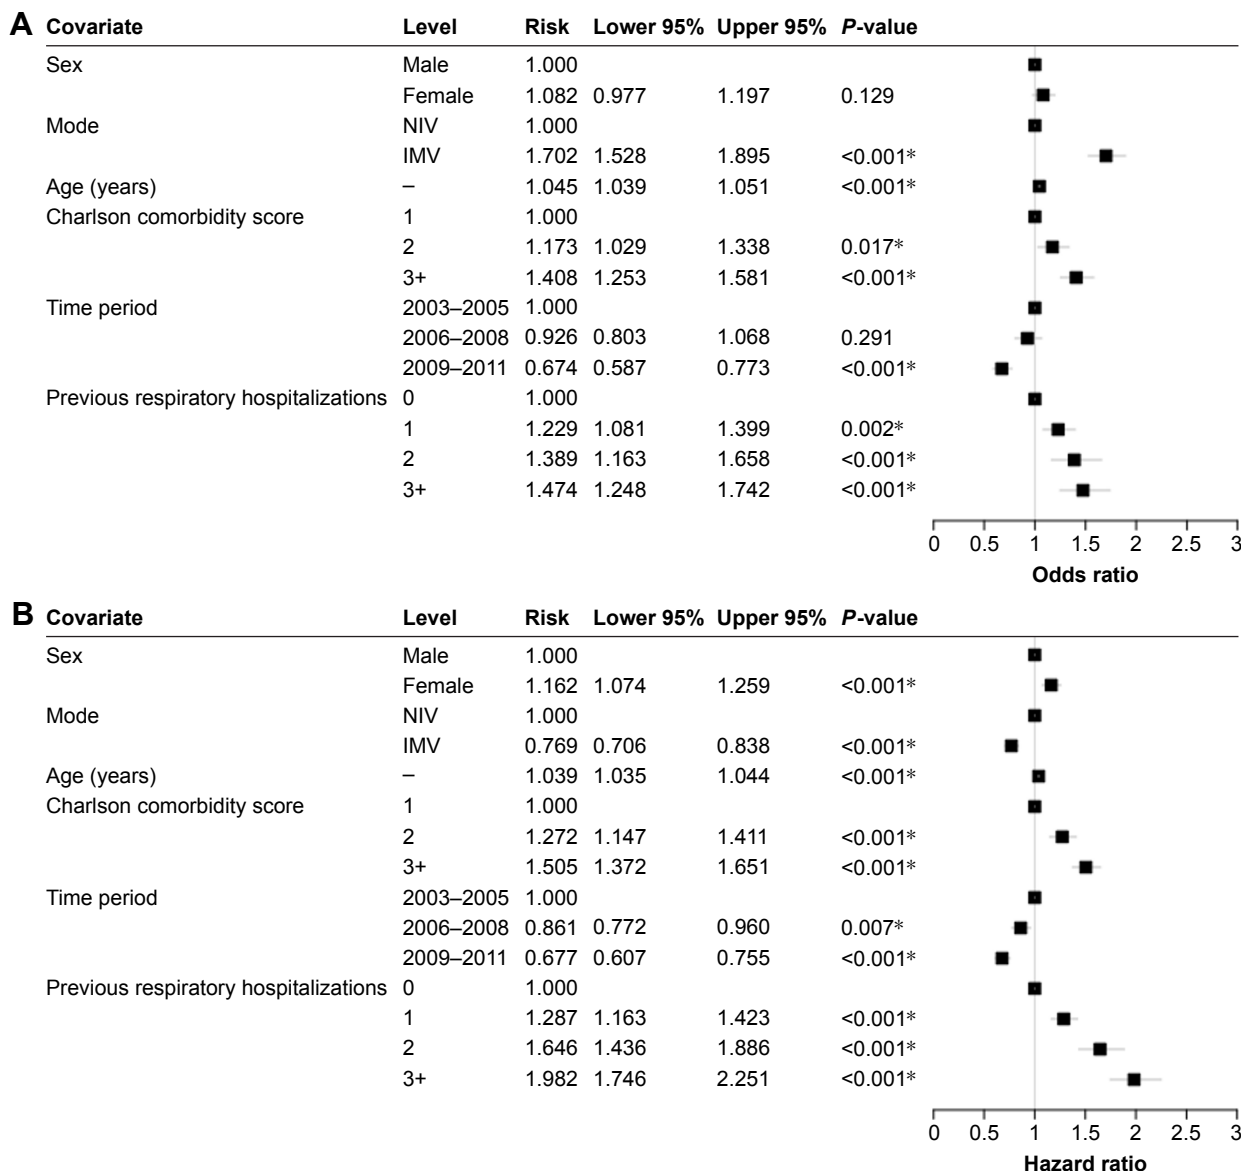 A Covariate Level Risk Lower 95% Upper 95% P-value
Sex Male 1.000
Female 1.082 0.977 1.197 0.129
Mode NIV 1.000
IMV 1.702 1.528 1.895 <0.001*
Age (years) – 1.045 1.039 1.051 <0.001*
Charlson comorbidity score 1 1.000
2 1.173 1.029 1.338 0.017*
3+ 1.408 1.253 1.581 <0.001*
Time period 2003–2005 1.000
2006–2008 0.926 0.803 1.068 0.291
2009–2011 0.674 0.587 0.773 <0.001*
Previous respiratory hospitalizations 0 1.000
1 1.229 1.081 1.399 0.002*
2 1.389 1.163 1.658 <0.001*
3+ 1.474 1.248 1.742 <0.001*
0 0.5 1 1.5 2 2.5 3
Odds ratio
B Covariate Level Risk Lower 95% Upper 95% P-value
Sex Male 1.000
Female 1.162 1.074 1.259 <0.001*
Mode NIV 1.000
IMV 0.769 0.706 0.838 <0.001*
Age (years) – 1.039 1.035 1.044 <0.001*
Charlson comorbidity score 1 1.000
2 1.272 1.147 1.411 <0.001*
3+ 1.505 1.372 1.651 <0.001*
Time period 2003–2005 1.000
2006–2008 0.861 0.772 0.960 0.007*
2009–2011 0.677 0.607 0.755 <0.001*
Previous respiratory hospitalizations 0 1.000
1 1.287 1.163 1.423 <0.001*
2 1.646 1.436 1.886 <0.001*
3+ 1.982 1.746 2.251 <0.001*
0 0.5 1 1.5 2 2.5 3
Hazard ratio